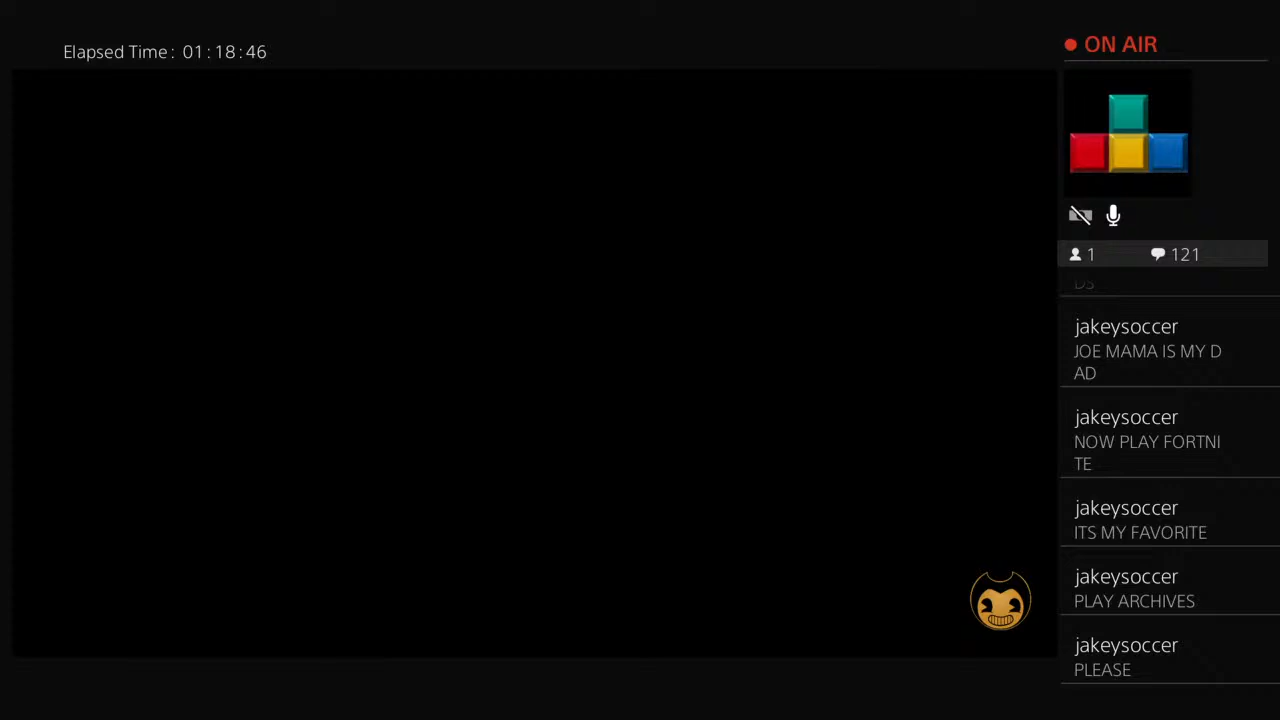 Elapsed Time: 01:18:46
ON AIR
1 121
DS
jakeysoccer
JOE MAMA IS MY D
AD
jakeysoccer
NOW PLAY FORTNI
TE
jakeysoccer
ITS MY FAVORITE
jakeysoccer
PLAY ARCHIVES
jakeysoccer
PLEASE